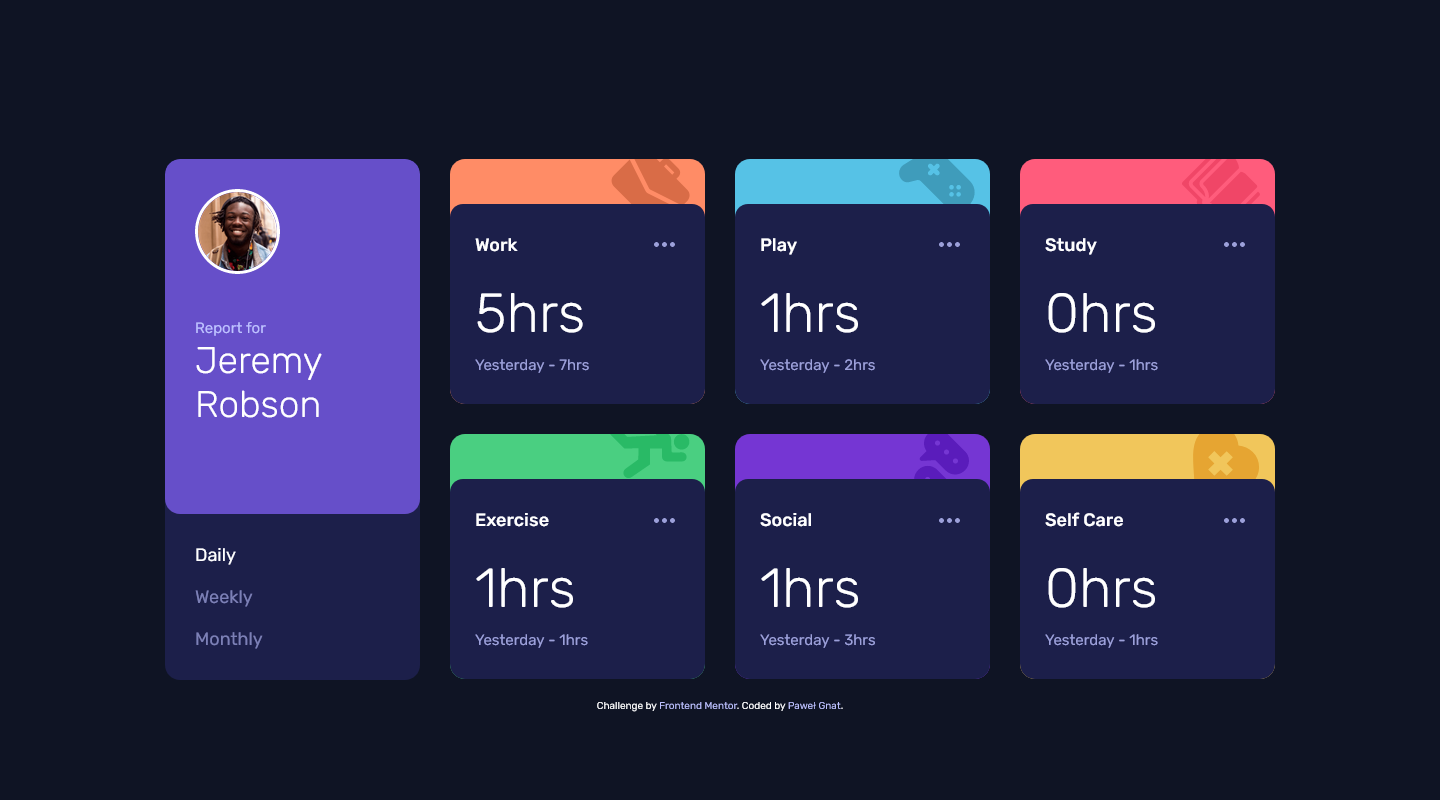 Report for
Jeremy
Robson
Daily
Weekly
Monthly
Work
5hrs
Yesterday - 7hrs
Play
1hrs
Yesterday - 2hrs
Study
0hrs
Yesterday - 1hrs
Exercise
1hrs
Yesterday - 1hrs
Social
1hrs
Yesterday - 3hrs
Self Care
0hrs
Yesterday - 1hrs
Challenge by Frontend Mentor. Coded by Paweł Gnat.